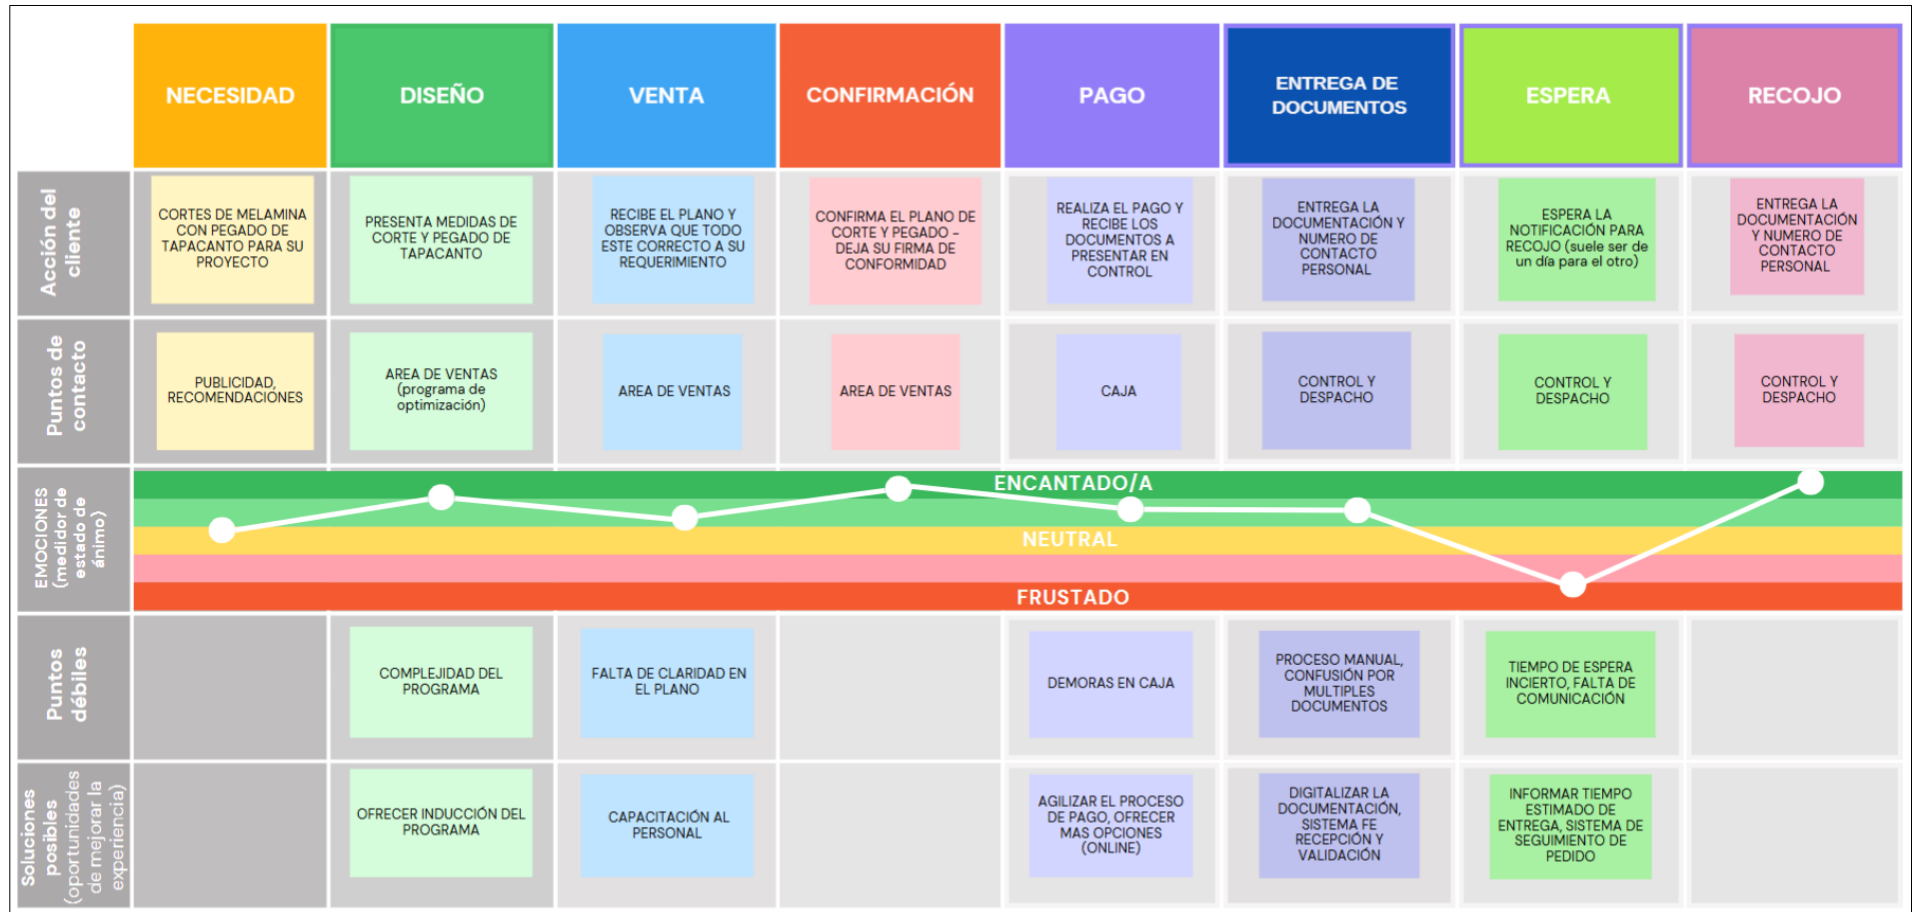 NECESIDAD
DISEÑO
VENTA
CONFIRMACIÓN
PAGO
ENTREGA DE
DOCUMENTOS
ESPERA
RECOJO
Acción del
cliente
CORTES DE MELAMINA
CON PEGADO DE
TAPACANTO PARA SU
PROYECTO
PRESENTA MEDIDAS DE
CORTE Y PEGADO DE
TAPACANTO
RECIBE EL PLANO Y
OBSERVA QUE TODO
ESTE CORRECTO A SU
REQUERIMIENTO
CONFIRMA EL PLANO DE
CORTE Y PEGADO -
DEJA SU FIRMA DE
CONFORMIDAD
REALIZA EL PAGO Y
RECIBE LOS
DOCUMENTOS A
PRESENTAR EN
CONTROL
ENTREGA LA
DOCUMENTACIÓN Y
NUMERO DE
CONTACTO
PERSONAL
ESPERA LA
NOTIFICACIÓN PARA
RECOJO (suele ser de
un día para el otro)
ENTREGA LA
DOCUMENTACIÓN
Y NUMERO DE
CONTACTO
PERSONAL
Puntos de
contacto
PUBLICIDAD,
RECOMENDACIONES
AREA DE VENTAS
(programa de
optimización)
AREA DE VENTAS
AREA DE VENTAS
CAJA
CONTROL Y
DESPACHO
CONTROL Y
DESPACHO
CONTROL Y
DESPACHO
EMOCIONES
(medidor de
estado de
ánimo)
ENCANTADO/A
NEUTRAL
FRUSTADO
Puntos
débiles
COMPLEJIDAD DEL
PROGRAMA
FALTA DE CLARIDAD EN
EL PLANO
DEMORAS EN CAJA
PROCESO MANUAL,
CONFUSIÓN POR
MULTIPLES
DOCUMENTOS
TIEMPO DE ESPERA
INCIERTO, FALTA DE
COMUNICACIÓN
Soluciones
posibles
(oportunidades
de mejorar la
experiencia)
OFRECER INDUCCIÓN DEL
PROGRAMA
CAPACITACIÓN AL
PERSONAL
AGILIZAR EL PROCESO
DE PAGO, OFRECER
MAS OPCIONES
(ONLINE)
DIGITALIZAR LA
DOCUMENTACIÓN,
SISTEMA FE
RECEPCIÓN Y
VALIDACIÓN
INFORMAR TIEMPO
ESTIMADO DE
ENTREGA, SISTEMA DE
SEGUIMIENTO DE
PEDIDO